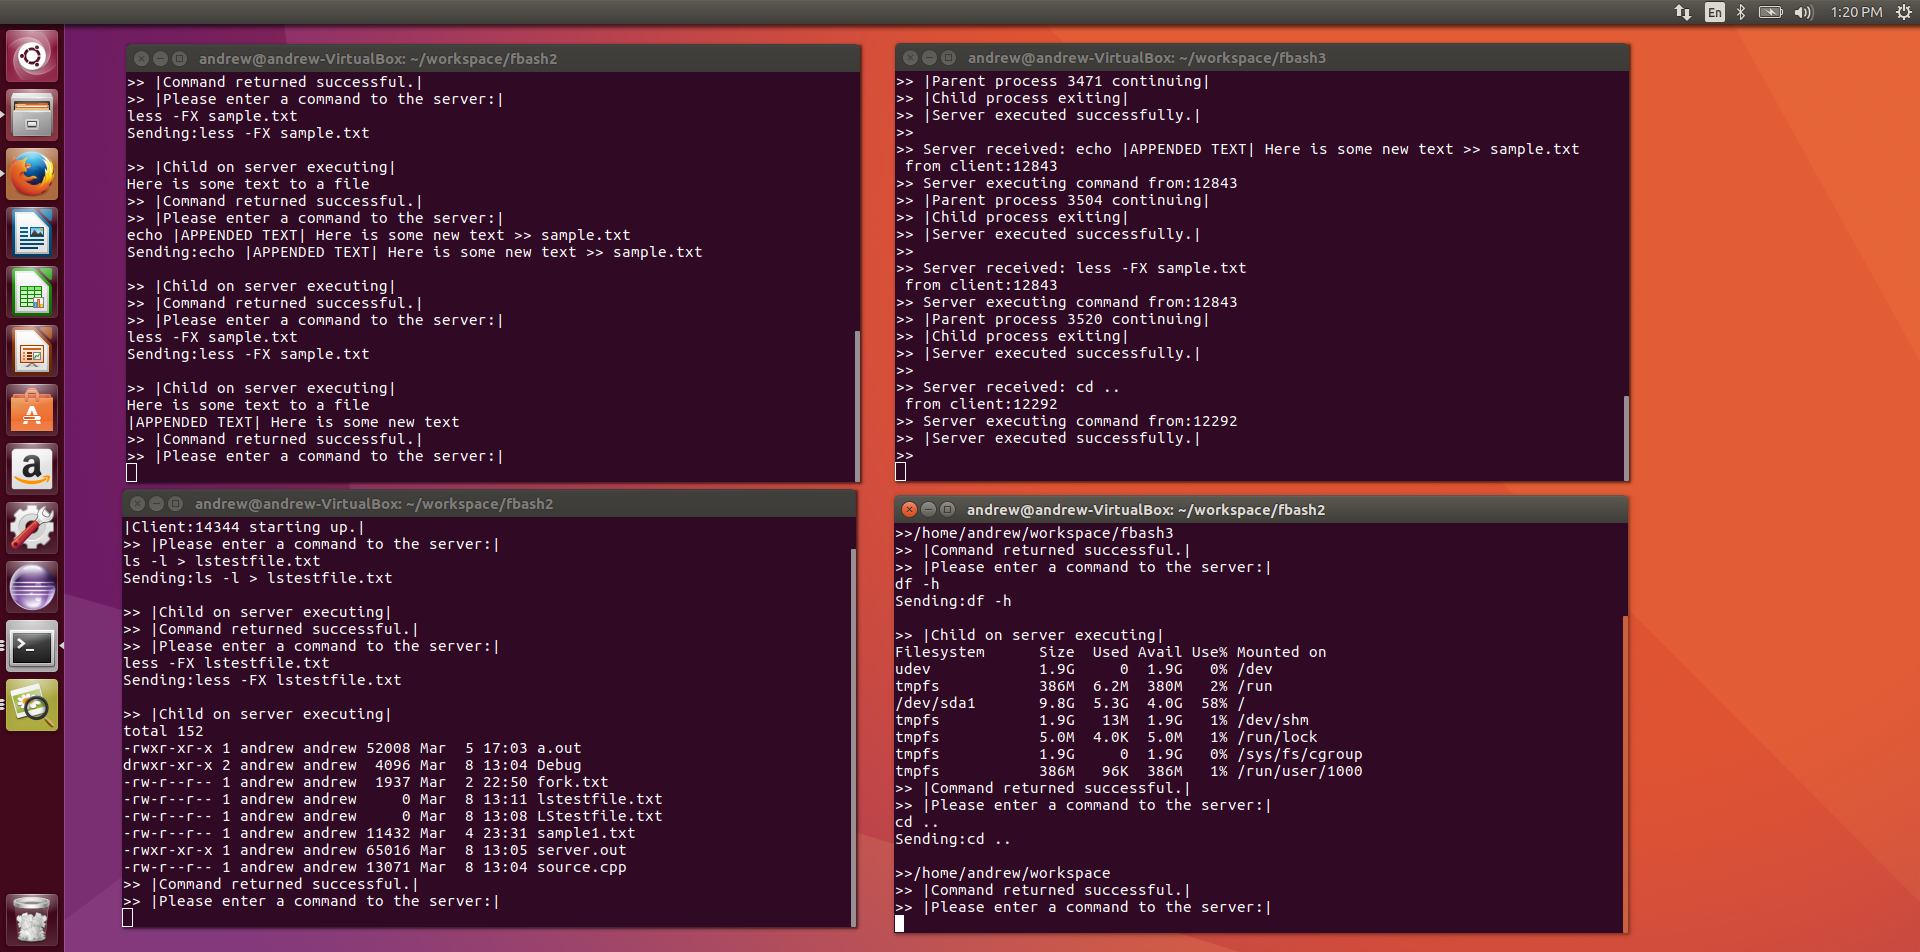 En
1:20 PM
andrew@andrew-VirtualBox: ~/workspace/fbash2
>> |Command returned successful.|
>> |Please enter a command to the server:|
less -FX sample.txt
Sending:less -FX sample.txt
>> |Child on server executing|
Here is some text to a file
>> |Command returned successful.|
>> |Please enter a command to the server:|
echo |APPENDED TEXT| Here is some new text >> sample.txt
Sending:echo |APPENDED TEXT| Here is some new text >> sample.txt
>> |Child on server executing|
>> |Command returned successful.|
>> |Please enter a command to the server:|
less -FX sample.txt
Sending:less -FX sample.txt
>> |Child on server executing|
Here is some text to a file
|APPENDED TEXT| Here is some new text
>> |Command returned successful.|
>> |Please enter a command to the server:|
andrew@andrew-VirtualBox: ~/workspace/fbash3
>> |Parent process 3471 continuing|
>> |Child process exiting|
>> |Server executed successfully.|
>>
>> Server received: echo |APPENDED TEXT| Here is some new text >> sample.txt
from client:12843
>> Server executing command from:12843
>> |Parent process 3504 continuing|
>> |Child process exiting|
>> |Server executed successfully.|
>>
>> Server received: less -FX sample.txt
from client:12843
>> Server executing command from:12843
>> |Parent process 3520 continuing|
>> |Child process exiting|
>> |Server executed successfully.|
>>
>> Server received: cd ..
from client:12292
>> Server executing command from:12292
>> |Server executed successfully.|
>>
andrew@andrew-VirtualBox: ~/workspace/fbash2
|Client:14344 starting up.|
>> |Please enter a command to the server:|
ls -l > lstestfile.txt
Sending:ls -l > lstestfile.txt
>> |Child on server executing|
>> |Command returned successful.|
>> |Please enter a command to the server:|
less -FX lstestfile.txt
Sending:less -FX lstestfile.txt
>> |Child on server executing|
total 152
-rwxr-xr-x 1 andrew andrew 52008 Mar  5 17:03 a.out
drwxr-xr-x 2 andrew andrew  4096 Mar  8 13:04 Debug
-rw-r--r-- 1 andrew andrew  1937 Mar  2 22:50 fork.txt
-rw-r--r-- 1 andrew andrew     0 Mar  8 13:11 lstestfile.txt
-rw-r--r-- 1 andrew andrew     0 Mar  8 13:08 LStestfile.txt
-rw-r--r-- 1 andrew andrew 11432 Mar  4 23:31 sample1.txt
-rwxr-xr-x 1 andrew andrew 65016 Mar  8 13:05 server.out
-rw-r--r-- 1 andrew andrew 13071 Mar  8 13:04 source.cpp
>> |Command returned successful.|
>> |Please enter a command to the server:|
andrew@andrew-VirtualBox: ~/workspace/fbash2
>>/home/andrew/workspace/fbash3
>> |Command returned successful.|
>> |Please enter a command to the server:|
df -h
Sending:df -h
>> |Child on server executing|
Filesystem      Size  Used Avail Use% Mounted on
udev            1.9G     0  1.9G   0% /dev
tmpfs           386M  6.2M  380M   2% /run
/dev/sda1       9.8G  5.3G  4.0G  58% /
tmpfs           1.9G   13M  1.9G   1% /dev/shm
tmpfs           5.0M  4.0K  5.0M   1% /run/lock
tmpfs           1.9G     0  1.9G   0% /sys/fs/cgroup
tmpfs           386M   96K  386M   1% /run/user/1000
>> |Command returned successful.|
>> |Please enter a command to the server:|
cd ..
Sending:cd ..
>>/home/andrew/workspace
>> |Command returned successful.|
>> |Please enter a command to the server:|